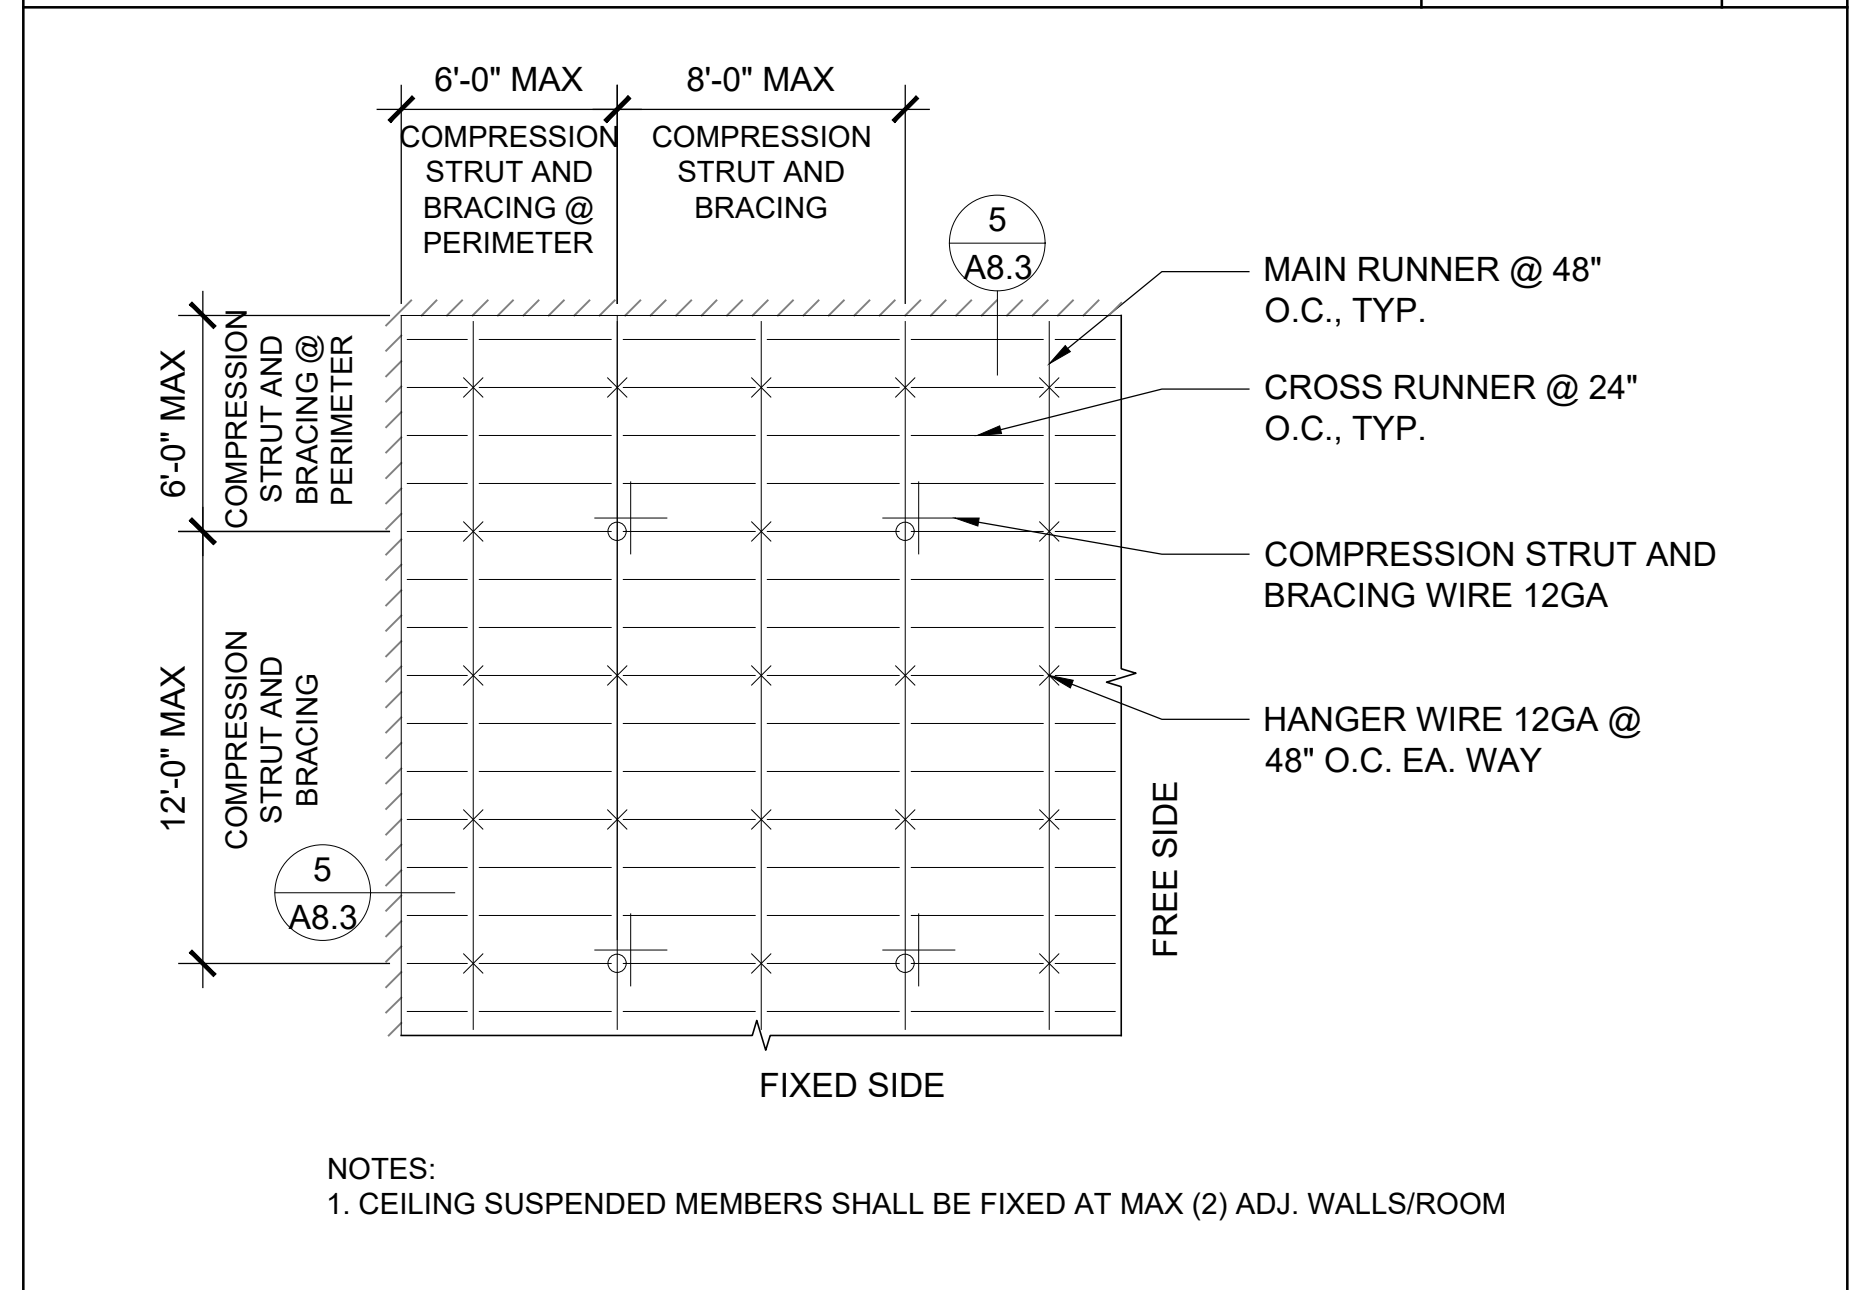 6'-0" MAX
8'-0" MAX
COMPRESSION
STRUT AND
BRACING @
PERIMETER
COMPRESSION
STRUT AND
BRACING
5
A8.3
MAIN RUNNER @ 48"
O.C., TYP.
CROSS RUNNER @ 24"
O.C., TYP.
COMPRESSION STRUT AND
BRACING WIRE 12GA
HANGER WIRE 12GA @
48" O.C. EA. WAY
6'-0" MAX
COMPRESSION
STRUT AND
BRACING @
PERIMETER
12'-0" MAX
COMPRESSION
STRUT AND
BRACING
5
A8.3
FREE SIDE
FIXED SIDE
NOTES:
1. CEILING SUSPENDED MEMBERS SHALL BE FIXED AT MAX (2) ADJ. WALLS/ROOM